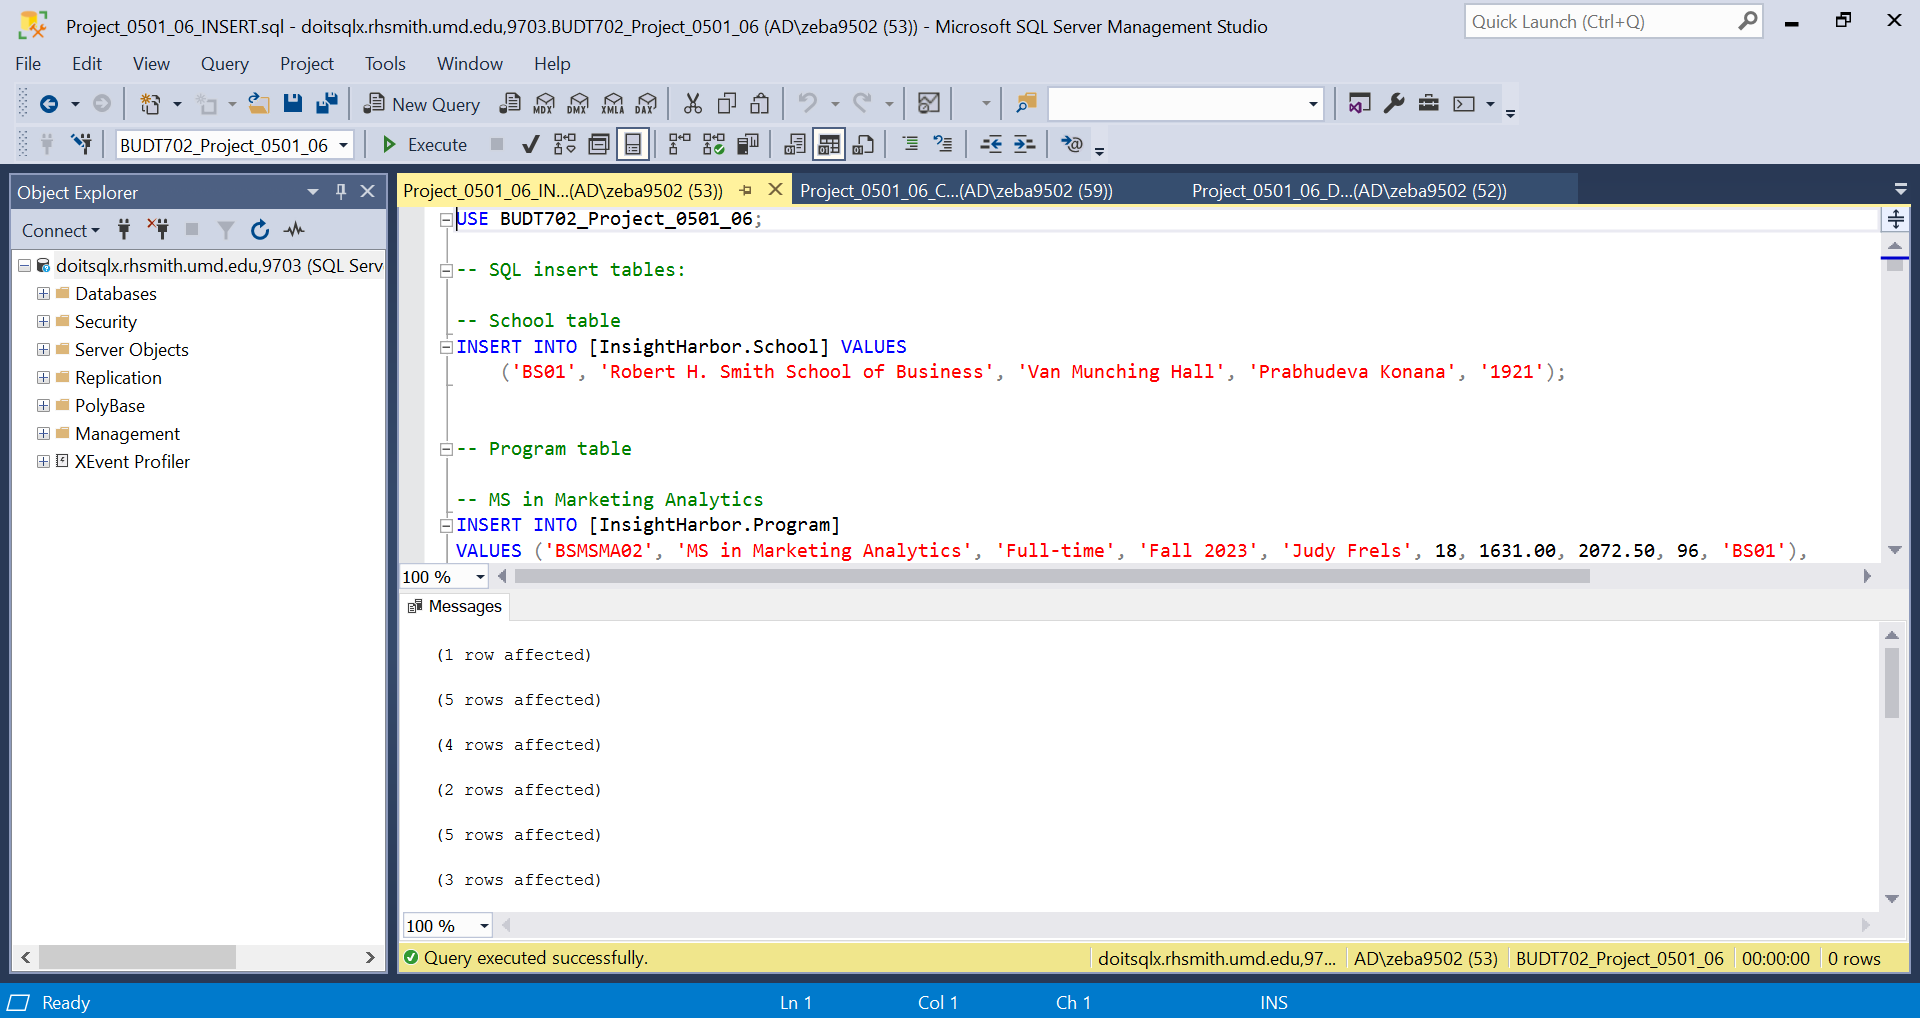 Project_0501_06_INSERT.sql - doitsqlx.rhsmith.umd.edu,9703.BUDT702_Project_0501_06 (AD\zeba9502 (53)) - Microsoft SQL Server Management Studio
Quick Launch (Ctrl+Q)
File Edit View Query Project Tools Window Help
New Query MDX DMX XMLA DAX
BUDT702_Project_0501_06 Execute
Object Explorer
Connect
doitsqlx.rhsmith.umd.edu,9703 (SQL Serv
Databases
Security
Server Objects
Replication
PolyBase
Management
XEvent Profiler
Project_0501_06_IN...(AD\zeba9502 (53)) Project_0501_06_C...(AD\zeba9502 (59)) Project_0501_06_D...(AD\zeba9502 (52))
USE BUDT702_Project_0501_06;
-- SQL insert tables:
-- School table
INSERT INTO [InsightHarbor.School] VALUES
('BS01', 'Robert H. Smith School of Business', 'Van Munching Hall', 'Prabhudeva Konana', '1921');
-- Program table
-- MS in Marketing Analytics
INSERT INTO [InsightHarbor.Program]
VALUES ('BSMSMA02', 'MS in Marketing Analytics', 'Full-time', 'Fall 2023', 'Judy Frels', 18, 1631.00, 2072.50, 96, 'BS01'),
100 %
Messages
(1 row affected)
(5 rows affected)
(4 rows affected)
(2 rows affected)
(5 rows affected)
(3 rows affected)
100 %
Query executed successfully. doitsqlx.rhsmith.umd.edu,97... AD\zeba9502 (53) BUDT702_Project_0501_06 00:00:00 0 rows
Ready Ln 1 Col 1 Ch 1 INS